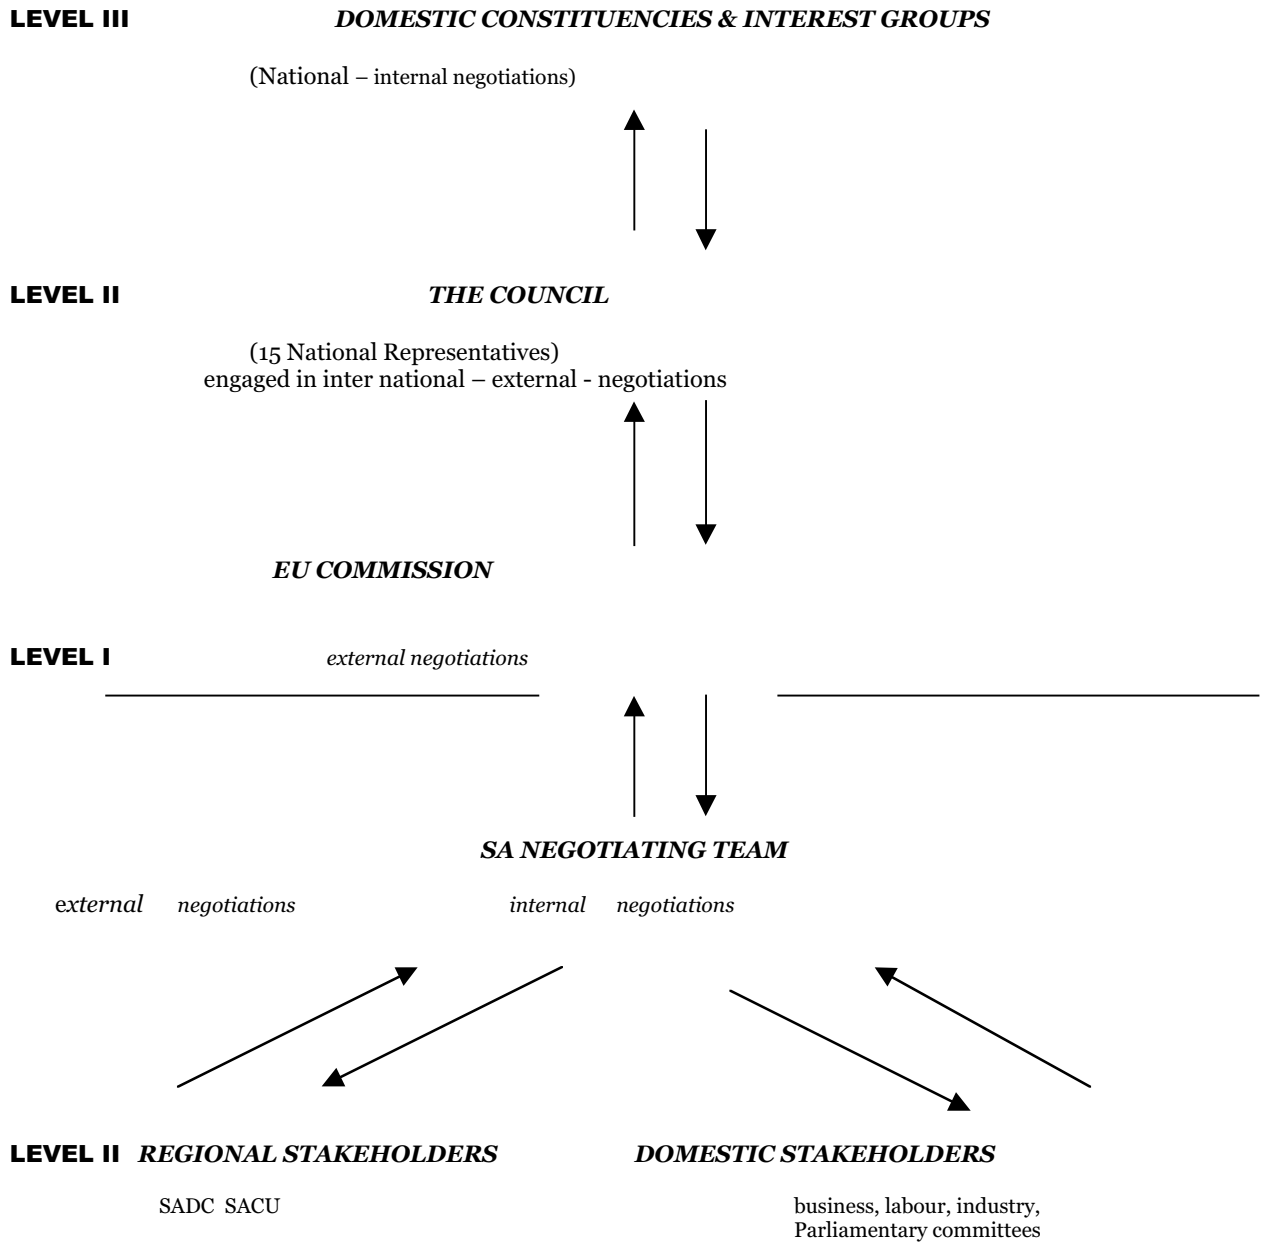 LEVEL III DOMESTIC CONSTITUENCIES & INTEREST GROUPS
(National – internal negotiations)
LEVEL II THE COUNCIL
(15 National Representatives)
engaged in inter national – external - negotiations
EU COMMISSION
LEVEL I external negotiations
SA NEGOTIATING TEAM
external negotiations internal negotiations
LEVEL II REGIONAL STAKEHOLDERS DOMESTIC STAKEHOLDERS
SADC SACU business, labour, industry,
Parliamentary committees